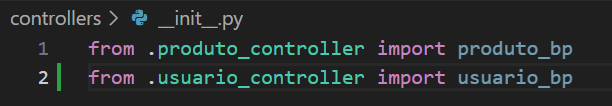 controllers > __init__.py
1 from .produto_controller import produto_bp
2 from .usuario_controller import usuario_bp